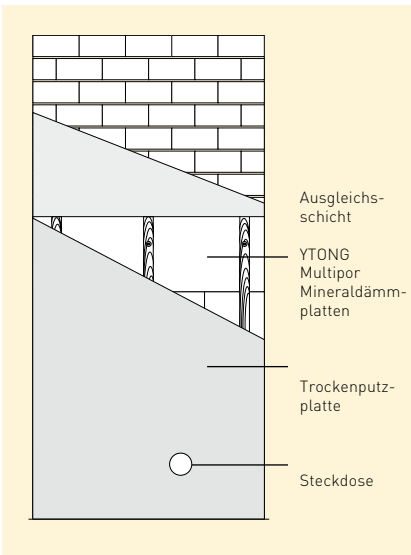 Ausgleichs-
schicht
YTONG
Multipor
Mineraldämm-
platten
Trockenputz-
platte
Steckdose